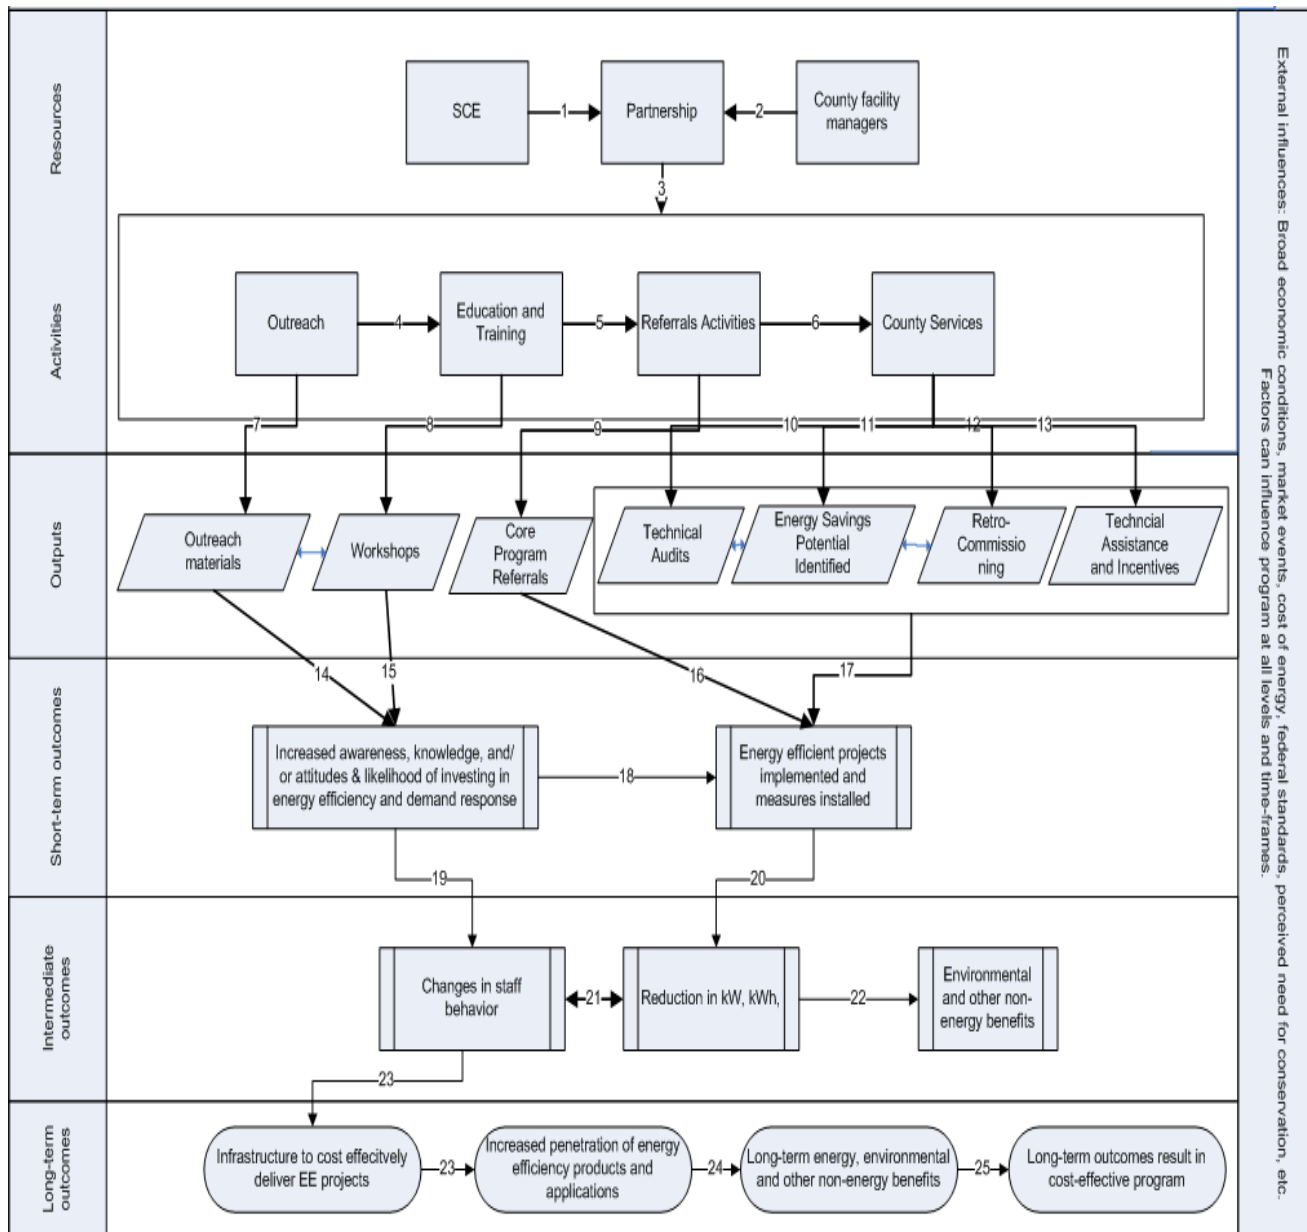 Resources
SCE
1
Partnership
2
County facility
managers
3
Activities
Outreach
4
Education and
Training
5
Referrals Activities
6
County Services
7
8
9
10
11
12
13
Outputs
Outreach
materials
Workshops
Core
Program
Referrals
Technical
Audits
Energy Savings
Potential
Identified
Retro-
Commissio
ning
Techncial
Assistance
and Incentives
14
15
16
17
Short-term outcomes
Increased awareness, knowledge, and/
or attitudes & likelihood of investing in
energy efficiency and demand response
18
Energy efficient projects
implemented and
measures installed
19
20
Intermediate
outcomes
Changes in staff
behavior
21
Reduction in kW, kWh,
22
Environmental
and other non-
energy benefits
23
Long-term
outcomes
Infrastructure to cost effecitvely
deliver EE projects
23
Increased penetration of energy
efficiency products and
applications
24
Long-term energy, environmental
and other non-energy benefits
25
Long-term outcomes result in
cost-effective program
External influences: Broad economic conditions, market events, cost of energy, federal standards, perceived need for conservation, etc.
Factors can influence program at all levels and time-frames.